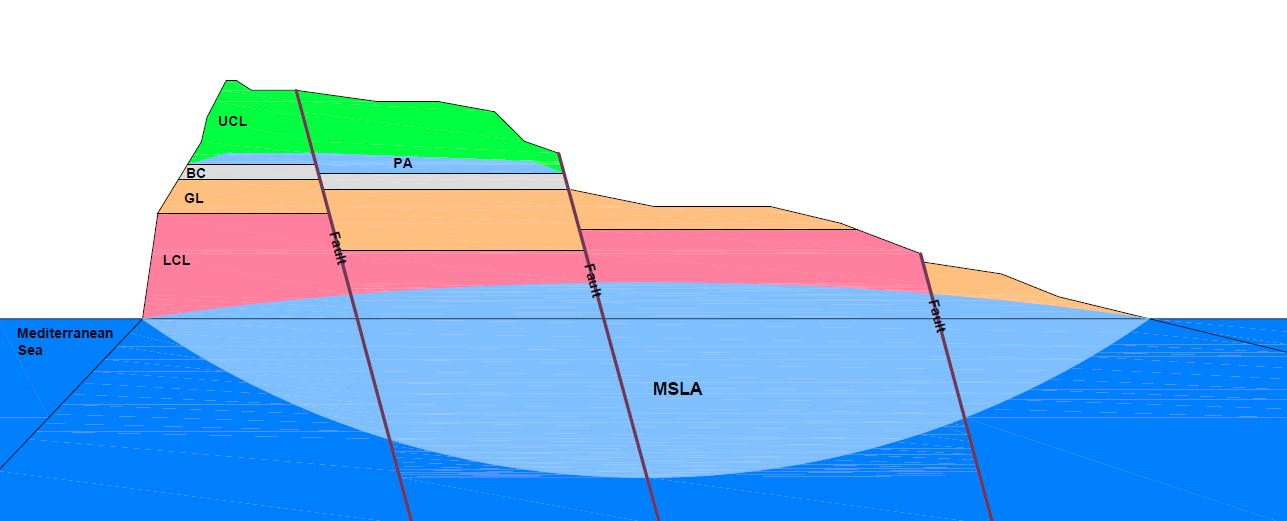 UCL
PA
BC
GL
Fault
LCL
Fault
Fault
Mediterranean
Sea
MSLA